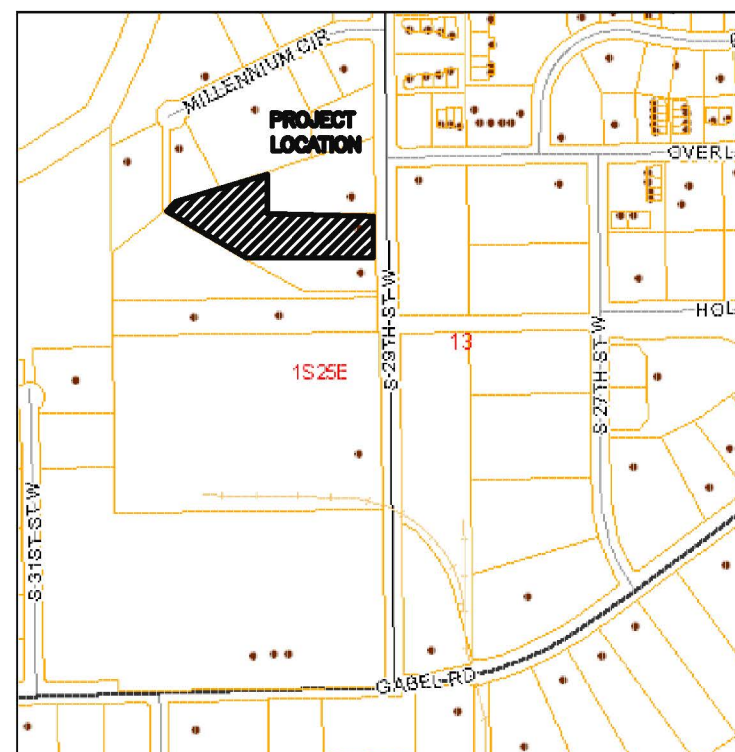 MILLENNIUM CIR
PROJECT
LOCATION
OVERL
HOL
S 29TH ST W
13
1S25E
S 27TH ST W
S 31ST ST W
GABEL RD